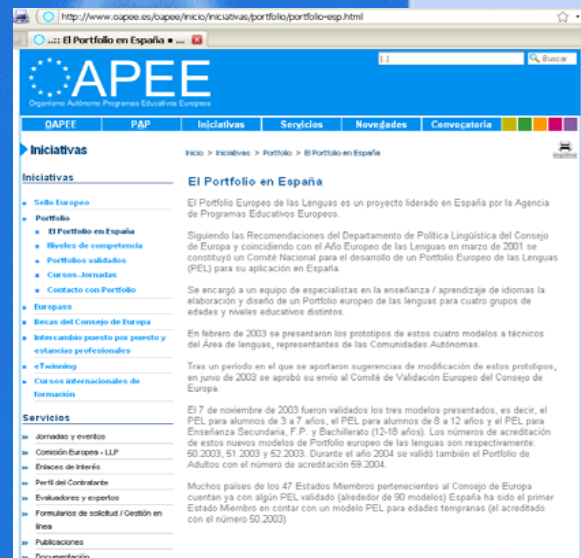 http://www.oapee.es/oapee/inicio/iniciativas/portfolio/portfolio-esp.html
..:: El Portfolio en España • ...
OAPEE
Organismo Autónomo Programas Educativos Europeos
Buscar
OAPEE PAP Iniciativas Servicios Novedades Convocatoria
Iniciativas
Inicio > Iniciativas > Portfolio > El Portfolio en España
imprimir
Iniciativas
Sello Europeo
Portfolio
El Portfolio en España
Niveles de competencia
Portfolios validados
Cursos-Jornadas
Contacto con Portfolio
Europass
Becas del Consejo de Europa
Intercambio puesto por puesto y
estancias profesionales
eTwinning
Cursos internacionales de
formación
Servicios
Jornadas y eventos
Comisión Europea - LLP
Enlaces de Interés
Perfil del Contratante
Evaluadores y expertos
Formularios de solicitud / Gestión en
línea
Publicaciones
Documentación
El Portfolio en España
El Portfolio Europeo de las Lenguas es un proyecto liderado en España por la Agencia
de Programas Educativos Europeos.
Siguiendo las Recomendaciones del Departamento de Política Lingüística del Consejo
de Europa y coincidiendo con el Año Europeo de las Lenguas en marzo de 2001 se
constituyó un Comité Nacional para el desarrollo de un Portfolio Europeo de las Lenguas
(PEL) para su aplicación en España.
Se encargó a un equipo de especialistas en la enseñanza / aprendizaje de idiomas la
elaboración y diseño de un Portfolio europeo de las lenguas para cuatro grupos de
edades y niveles educativos distintos.
En febrero de 2003 se presentaron los prototipos de estos cuatro modelos a técnicos
del Área de lenguas, representantes de las Comunidades Autónomas.
Tras un período en el que se aportaron sugerencias de modificación de estos prototipos,
en junio de 2003 se aprobó su envío al Comité de Validación Europeo del Consejo de
Europa.
El 7 de noviembre de 2003 fueron validados los tres modelos presentados, es decir, el
PEL para alumnos de 3 a 7 años, el PEL para alumnos de 8 a 12 años y el PEL para
Enseñanza Secundaria, F.P. y Bachillerato (12-18 años). Los números de acreditación
de estos nuevos modelos de Portfolio europeo de las lenguas son respectivamente:
50.2003, 51.2003 y 52.2003. Durante el año 2004 se validó también el Portfolio de
Adultos con el número de acreditación 59.2004.
Muchos países de los 47 Estados Miembros pertenecientes al Consejo de Europa
cuentan ya con algún PEL validado (alrededor de 90 modelos) España ha sido el primer
Estado Miembro en contar con un modelo PEL para edades tempranas (el acreditado
con el número 50.2003)